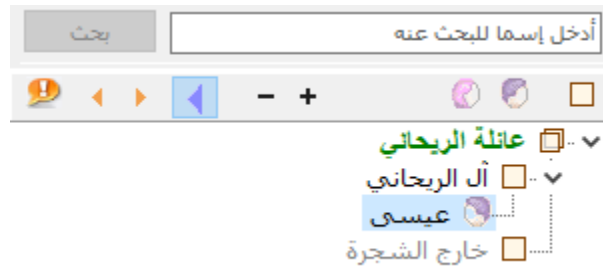 أدخل إسما للبحث عنه بحث
+ -
عائلة الريحاني
آل الريحاني
عيسى
خارج الشجرة